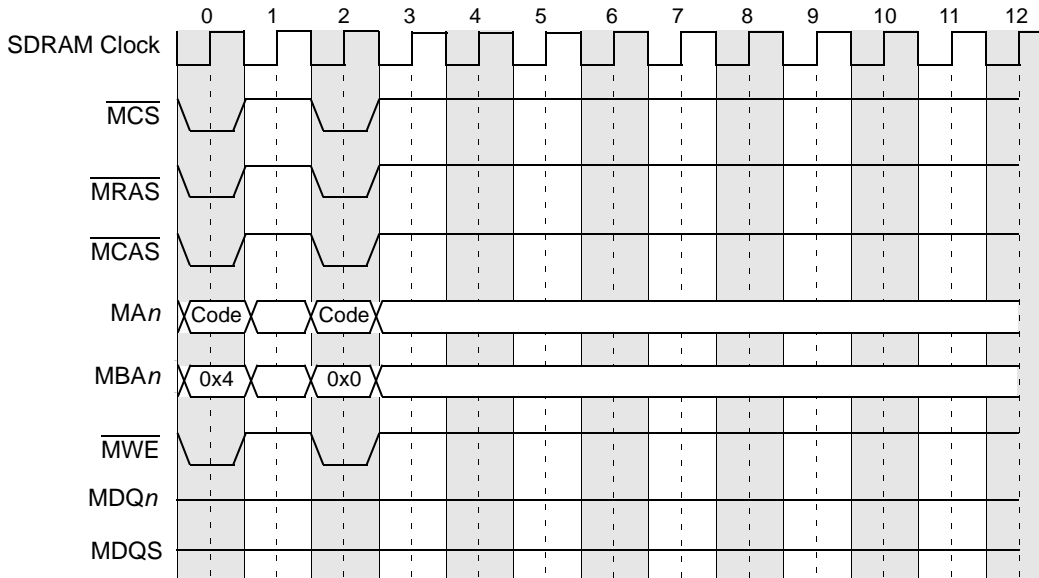 0 1 2 3 4 5 6 7 8 9 10 11 12
SDRAM Clock
MCS
MRAS
MCAS
MAn Code Code
MBAn 0x4 0x0
MWE
MDQn
MDQS